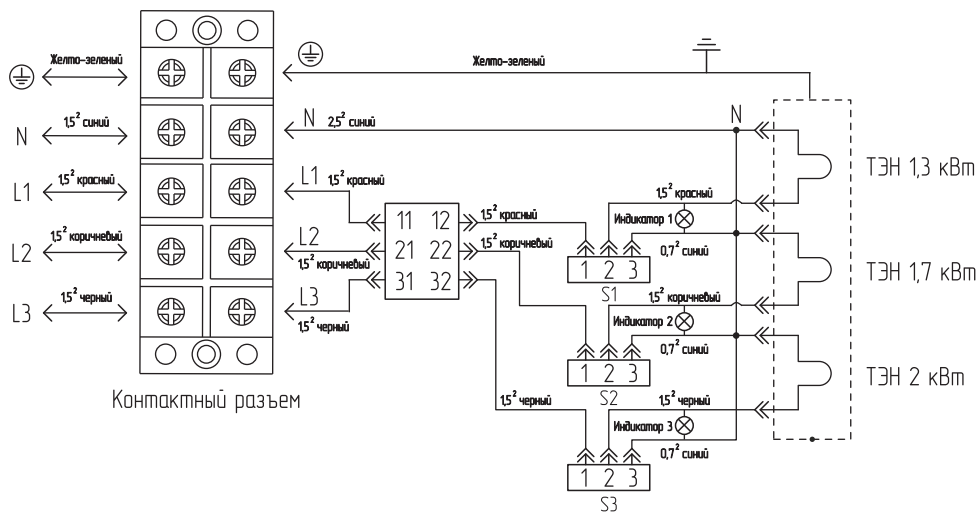 Желто-зеленый
N
1,5² синий
L1
1,5² красный
L2
1,5² коричневый
L3
1,5² черный
Контактный разъем
Желто-зеленый
N 2,5² синий
L1 1,5² красный
L2
1,5² коричневый
L3
1,5² черный
11 12
21 22
31 32
1,5² красный
1,5² коричневый
1,5² черный
N
1,5² красный
Индикатор 1
0,7² синий
1 2 3
S1
1,5² коричневый
Индикатор 2
0,7² синий
1 2 3
S2
1,5² черный
Индикатор 3
0,7² синий
1 2 3
S3
ТЭН 1,3 кВт
ТЭН 1,7 кВт
ТЭН 2 кВт